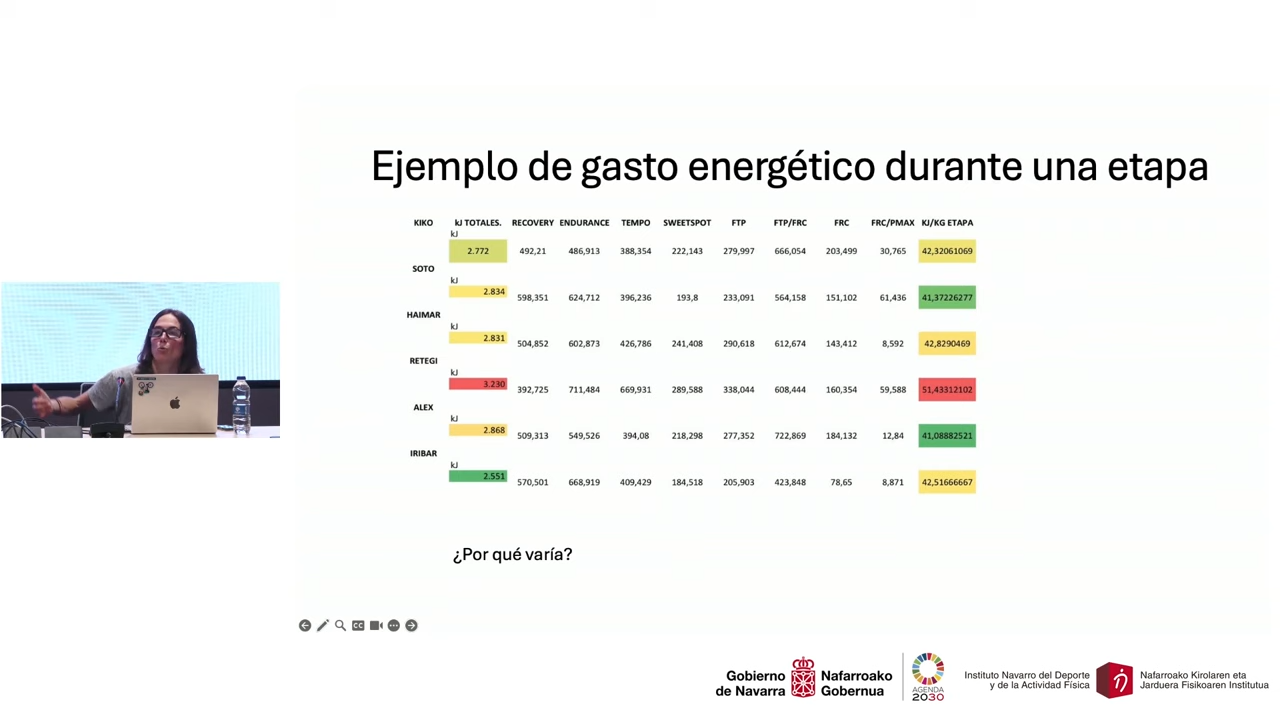 Ejemplo de gasto energético durante una etapa
KIKO kJ TOTALES. RECOVERY ENDURANCE TEMPO SWEETSPOT FTP FTP/FRC FRC FRC/PMAX KJ/KG ETAPA
kJ
2.772 492,21 486,913 388,354 222,143 279,997 666,054 203,499 30,765 42,32061069
SOTO
kJ
2.834 598,351 624,712 396,236 193,8 233,091 564,158 151,102 61,436 41,37226277
HAIMAR
kJ
2.831 504,852 602,873 426,786 241,408 290,618 612,674 143,412 8,592 42,8290469
RETEGI
kJ
3.230 392,725 711,484 669,931 289,588 338,044 608,444 160,354 59,588 51,43312102
ALEX
kJ
2.868 509,313 549,526 394,08 218,298 277,352 722,869 184,132 12,84 41,08882521
IRIBAR
kJ
2.551 570,501 668,919 409,429 184,518 205,903 423,848 78,65 8,871 42,51666667
¿Por qué varía?
CC
Gobierno
de Navarra
Nafarroako
Gobernua
AGENDA
2030
Instituto Navarro del Deporte
y de la Actividad Física
Nafarroako Kirolaren eta
Jarduera Fisikoaren Institutua